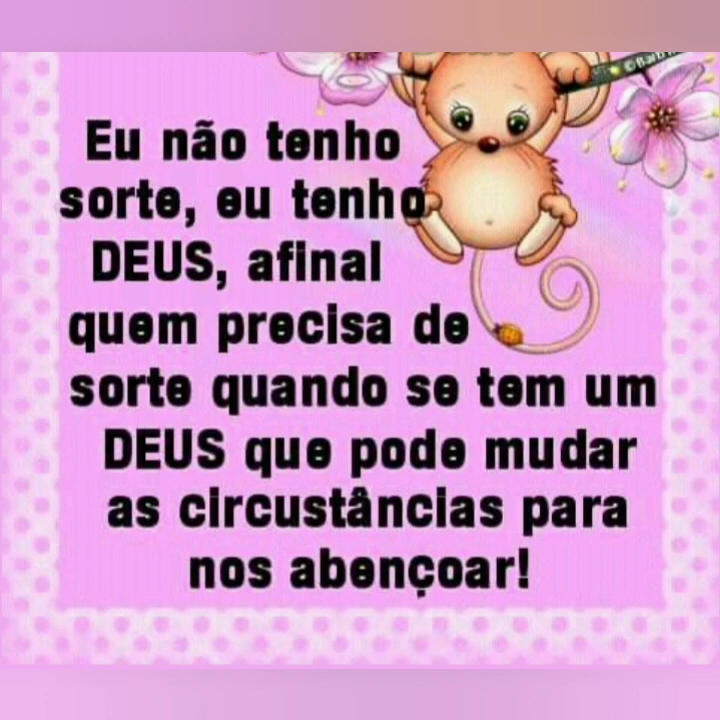 Eu não tenho
sorte, eu tenho
DEUS, afinal
quem precisa de
sorte quando se tem um
DEUS que pode mudar
as circustâncias para
nos abençoar!